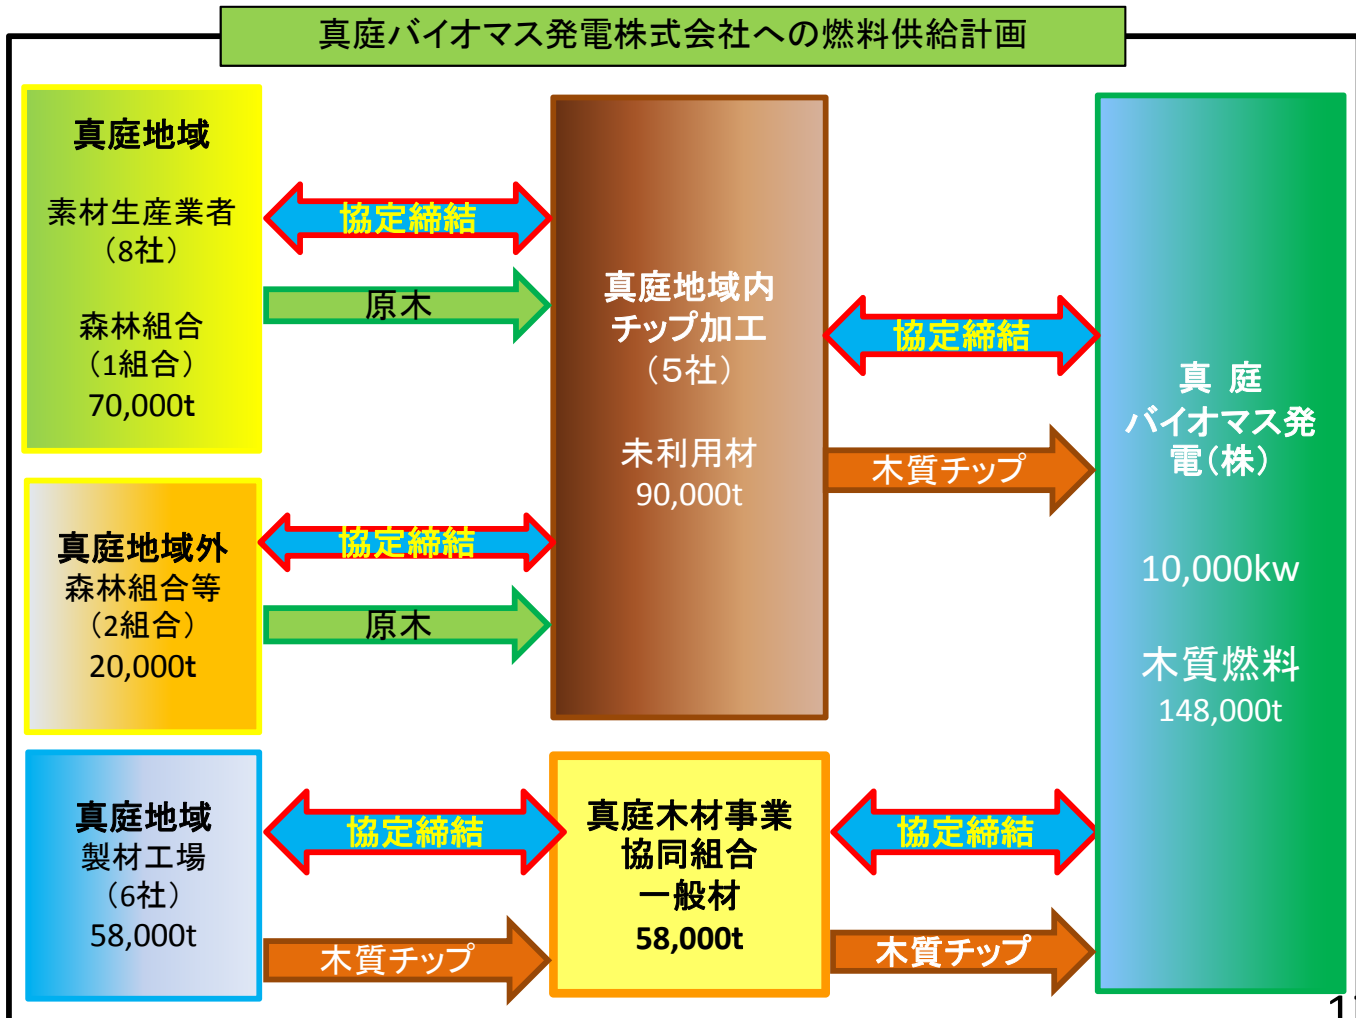 真庭バイオマス発電株式会社への燃料供給計画
真庭地域
素材生産業者
（8社）
森林組合
（1組合）
70,000t
協定締結
原木
真庭地域外
森林組合等
（2組合）
20,000t
協定締結
原木
真庭地域内
チップ加工
（５社）
未利用材
90,000t
協定締結
木質チップ
真 庭
バイオマス発
電（株）
10,000kw
木質燃料
148,000t
真庭地域
製材工場
（6社）
58,000t
協定締結
木質チップ
真庭木材事業
協同組合
一般材
58,000t
協定締結
木質チップ